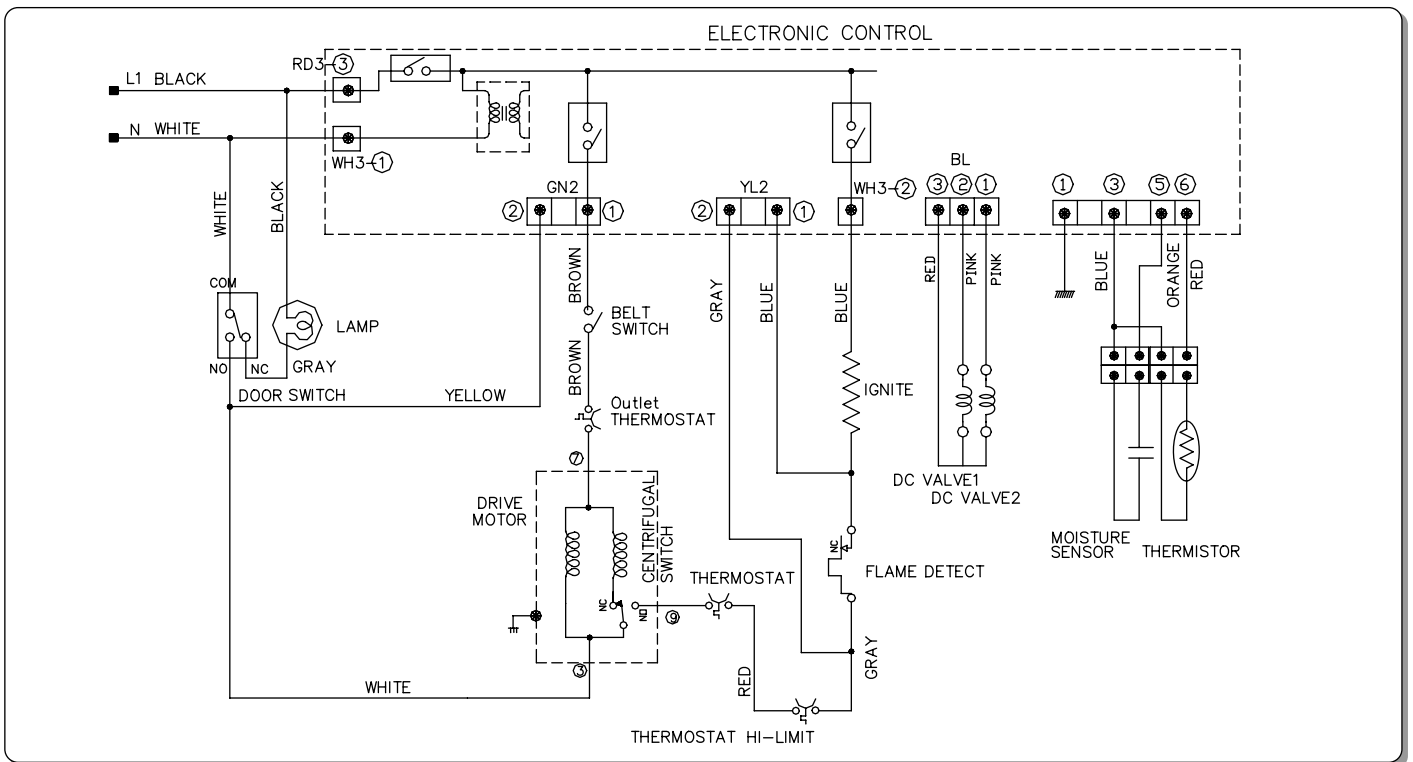 ELECTRONIC CONTROL
RD3-③
L1 BLACK
N WHITE
WH3-①
BL
GN2
YL2
WH3-②
③ ② ①
① ③ ⑤ ⑥
② ①
② ①
WHITE
BLACK
BROWN
GRAY
BLUE
BLUE
RED
PINK
PINK
BLUE
ORANGE
RED
COM
LAMP
BELT
SWITCH
NO
NC
GRAY
DOOR SWITCH
YELLOW
BROWN
IGNITE
Outlet
THERMOSTAT
⑦
DC VALVE1
DC VALVE2
DRIVE
MOTOR
CENTRIFUGAL
SWITCH
NC
MOISTURE
SENSOR
THERMISTOR
THERMOSTAT
FLAME DETECT
NC
NO
⑨
③
WHITE
RED
GRAY
THERMOSTAT HI-LIMIT